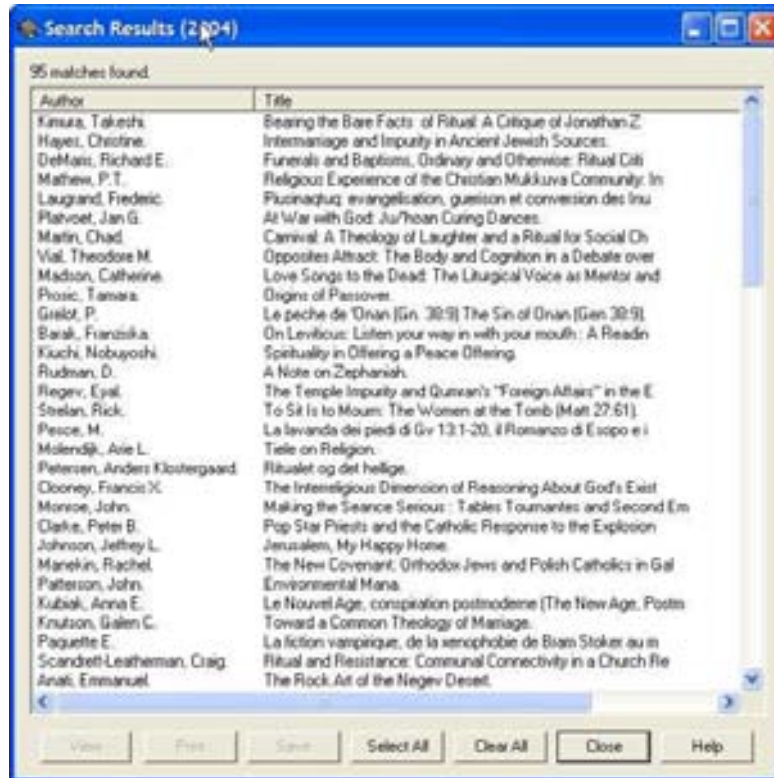 Search Results (2004)
95 matches found.
Author Title
Kimura, Takeshi. Bearing the Bare Facts of Ritual: A Critique of Jonathan Z
Hayes, Christine. Intermarriage and Impurity in Ancient Jewish Sources.
DeMaris, Richard E. Funerals and Baptisms, Ordinary and Otherwise: Ritual Criti
Mathew, P.T.. Religious Experience of the Christian Mukkuva Community: In
Laugrand, Frederic. evangelisation, guerison et conversion des Inu
Platvoet, Jan G. At War with God: Ju/'hoan Curing Dances.
Martin, Chad. Carnival: A Theology of Laughter and a Ritual for Social Ch
Vial, Theodore M. Opposites Attract: The Body and Cognition in a Debate over
Madson, Catherine. Love Songs to the Dead: The Liturgical Voice as Mentor and
Prosic, Tamara. Origins of Passover.
Grelot, P. Le peche de 'Onan (Gn. 38:9) The Sin of Onan (Gen 38:9).
Barak, Franziska. On Leviticus: Listen your way in with your mouth : A Readin
Kiuchi, Nobuyoshi. Spirituality in Offering a Peace Offering.
Rudman, D. A Note on Zephaniah.
Regev, Eyal. The Temple Impurity and Qumran's "Foreign Affairs" in the E
Strelan, Rick. To Sit Is to Mourn: The Women at the Tomb (Matt 27:61).
Pesce, M. La lavanda dei piedi di Gv 13:1-20, il Romanzo di Esopo e i
Molendijk, Arie L. Tiele on Religion.
Petersen, Anders Klostergaard. Ritualet og det hellige.
Clooney, Francis X. The Interreligious Dimension of Reasoning About God's Exist
Monroe, John. Making the Seance Serious : Tables Tournantes and Second Em
Clarke, Peter B. Pop Star Priests and the Catholic Response to the Explosion
Johnson, Jeffrey L. Jerusalem, My Happy Home.
Manekin, Rachel. The New Covenant: Orthodox Jews and Polish Catholics in Gal
Patterson, John. Environmental Mana.
Kubiak, Anna E. Le Nouvel Age, conspiration postmoderne (The New Age, Postm
Knutson, Galen C. Toward a Common Theology of Marriage.
Paquette E. La fiction vampirique, de la xenophobie de Bram Stoker au m
Scandrett-Leatherman, Craig. Ritual and Resistance: Communal Connectivity in a Church Re
Anati, Emmanuel. The Rock Art of the Negev Desert.
View Print Save Select All Clear All Close Help